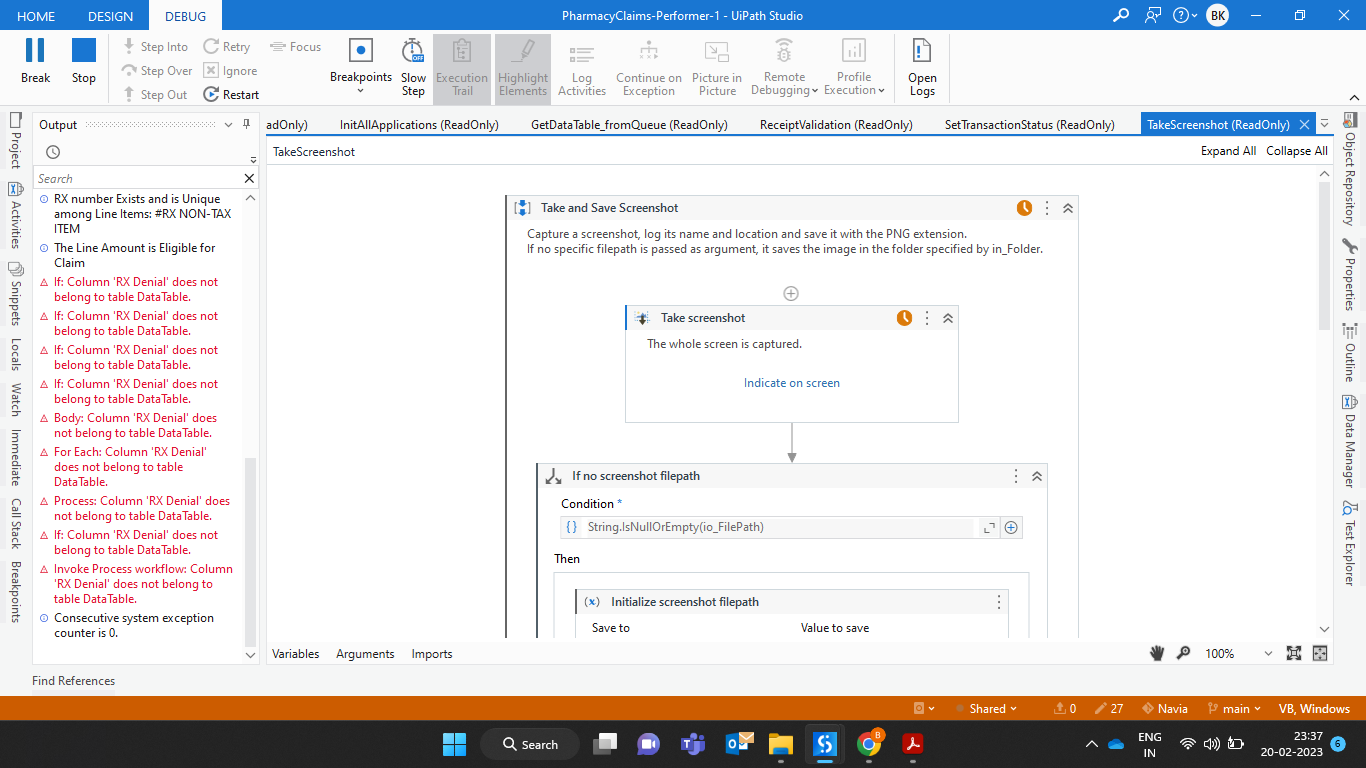 HOME DESIGN DEBUG PharmacyClaims-Performer-1 - UiPath Studio BK
Break
Stop
Step Into
Step Over
Step Out
Retry
Ignore
Restart
Focus
Breakpoints
Slow
Step
OFF
Execution
Trail
Highlight
Elements
Log
Activities
Continue on
Exception
Picture in
Picture
Remote
Debugging
Profile
Execution
Open
Logs
Project
Activities
Snippets
Locals
Watch
Immediate
Call Stack
Breakpoints
Output
Search
RX number Exists and is Unique
among Line Items: #RX NON-TAX
ITEM
The Line Amount is Eligible for
Claim
If: Column 'RX Denial' does not
belong to table DataTable.
If: Column 'RX Denial' does not
belong to table DataTable.
If: Column 'RX Denial' does not
belong to table DataTable.
If: Column 'RX Denial' does not
belong to table DataTable.
Body: Column 'RX Denial' does
not belong to table DataTable.
For Each: Column 'RX Denial'
does not belong to table
DataTable.
Process: Column 'RX Denial' does
not belong to table DataTable.
If: Column 'RX Denial' does not
belong to table DataTable.
Invoke Process workflow: Column
'RX Denial' does not belong to
table DataTable.
Consecutive system exception
counter is 0.
adOnly) InitAllApplications (ReadOnly) GetDataTable_fromQueue (ReadOnly) ReceiptValidation (ReadOnly) SetTransactionStatus (ReadOnly) TakeScreenshot (ReadOnly)
TakeScreenshot Expand All Collapse All
Take and Save Screenshot
Capture a screenshot, log its name and location and save it with the PNG extension.
If no specific filepath is passed as argument, it saves the image in the folder specified by in_Folder.
Take screenshot
The whole screen is captured.
Indicate on screen
If no screenshot filepath
Condition *
String.IsNullOrEmpty(io_FilePath)
Then
Initialize screenshot filepath
Save to Value to save
Variables Arguments Imports 100%
Object Repository
Properties
Outline
Data Manager
Test Explorer
Find References
Shared 0 27 Navia main VB, Windows
Search
B
ENG
IN
23:37
20-02-2023
6